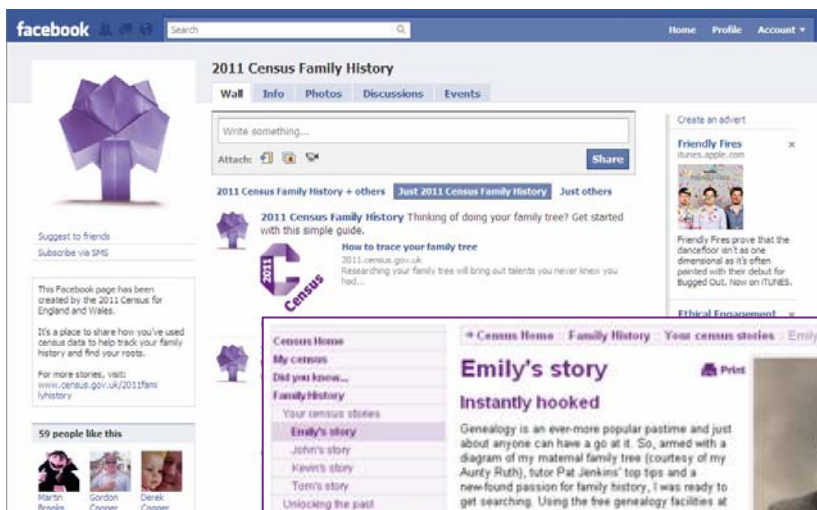 facebook
Search
Home Profile Account
2011 Census Family History
Wall Info Photos Discussions Events
Write something...
Attach:
Share
2011 Census Family History + others Just 2011 Census Family History Just others
2011 Census Family History Thinking of doing your family tree? Get started
with this simple guide.
How to trace your family tree
2011.census.gov.uk
Researching your family tree will bring out talents you never knew you
had...
2011
Census
Suggest to friends
Subscribe via SMS
This Facebook page has been
created by the 2011 Census for
England and Wales.
It's a place to share how you've used
census data to help track your family
history and find your roots.
For more stories, visit:
www.census.gov.uk/2011fami
lyhistory
59 people like this
Martin
Brooks
Gordon
Cooper
Derek
Cooper
Create an advert
Friendly Fires
itunes.apple.com
Friendly Fires prove that the
dancefloor isn't as one
dimensional as it's often
painted with their debut for
Bugged Out. Now on iTUNES.
Ethical Engagement
Census Home
My census
Did you know...
Family History
Your census stories
Emily's story
John's story
Kevin's story
Tom's story
Unlocking the past
Census Home :: Family History :: Your census stories :: Emily
Emily's story
Print
Instantly hooked
Genealogy is an ever-more popular pastime and just
about anyone can have a go at it. So, armed with a
diagram of my maternal family tree (courtesy of my
Aunty Ruth), tutor Pat Jenkins' top tips and a
new-found passion for family history, I was ready to
get searching. Using the free genealogy facilities at